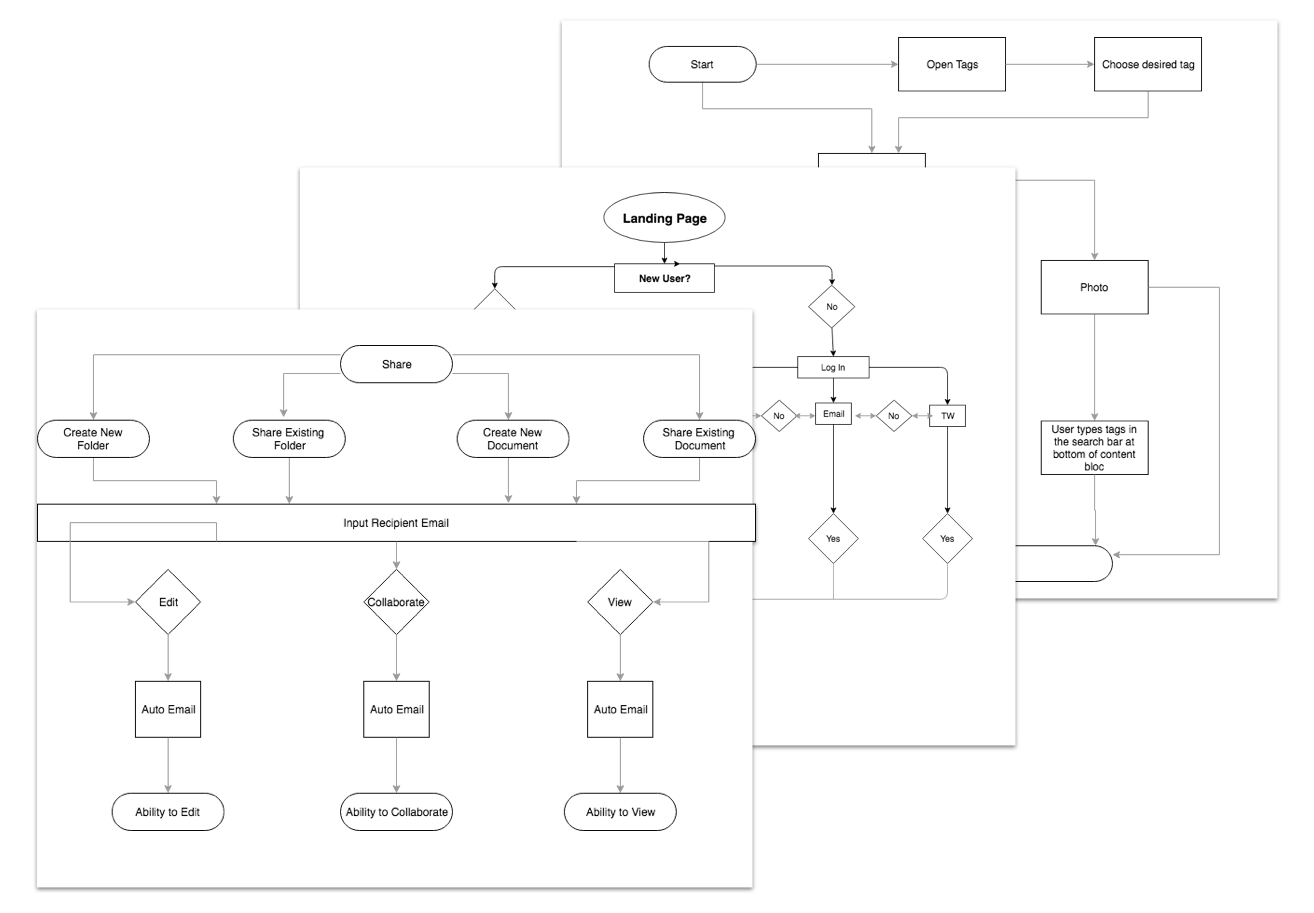 Start
Open Tags
Choose desired tag
Photo
User types tags in
the search bar at
bottom of content
bloc
Landing Page
New User?
No
Log In
No
Email
No
TW
Yes
Yes
Share
Create New
Folder
Share Existing
Folder
Create New
Document
Share Existing
Document
Input Recipient Email
Edit
Collaborate
View
Auto Email
Auto Email
Auto Email
Ability to Edit
Ability to Collaborate
Ability to View